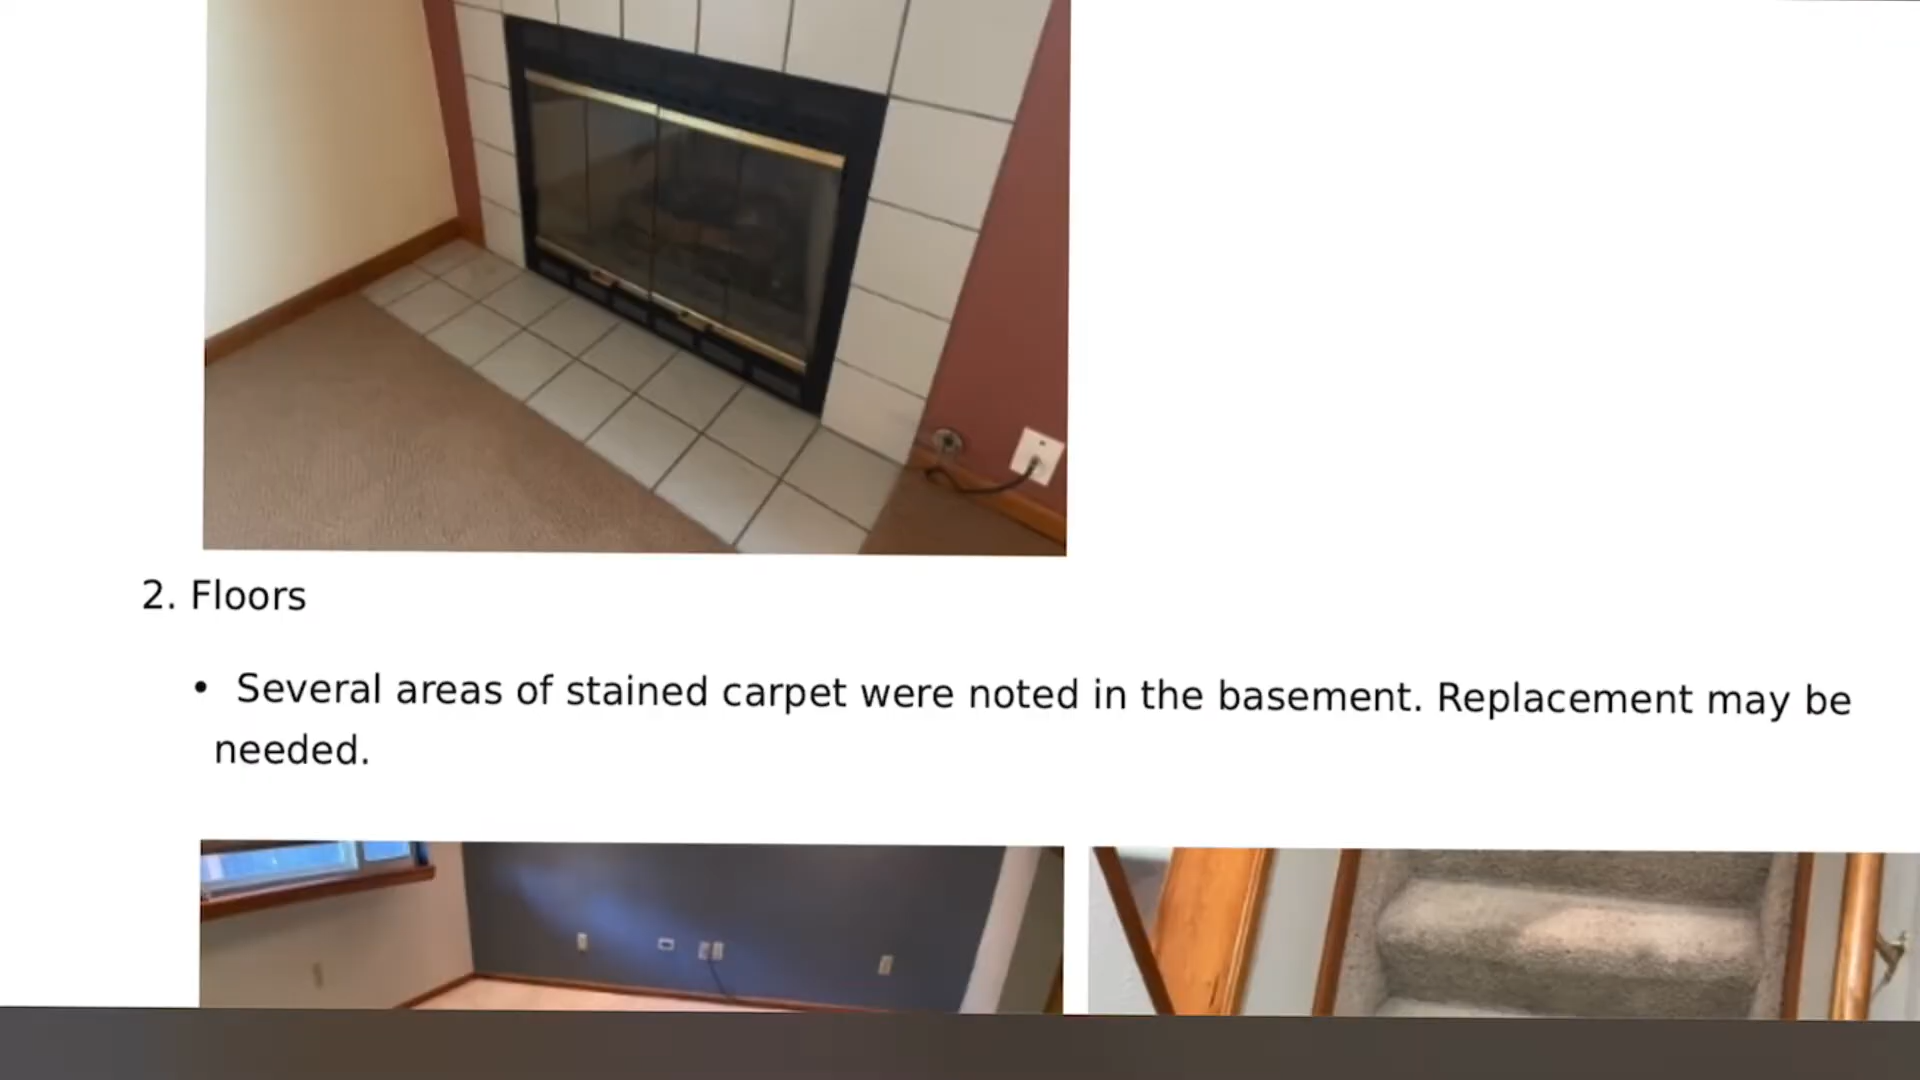 2. Floors
• Several areas of stained carpet were noted in the basement. Replacement may be
needed.